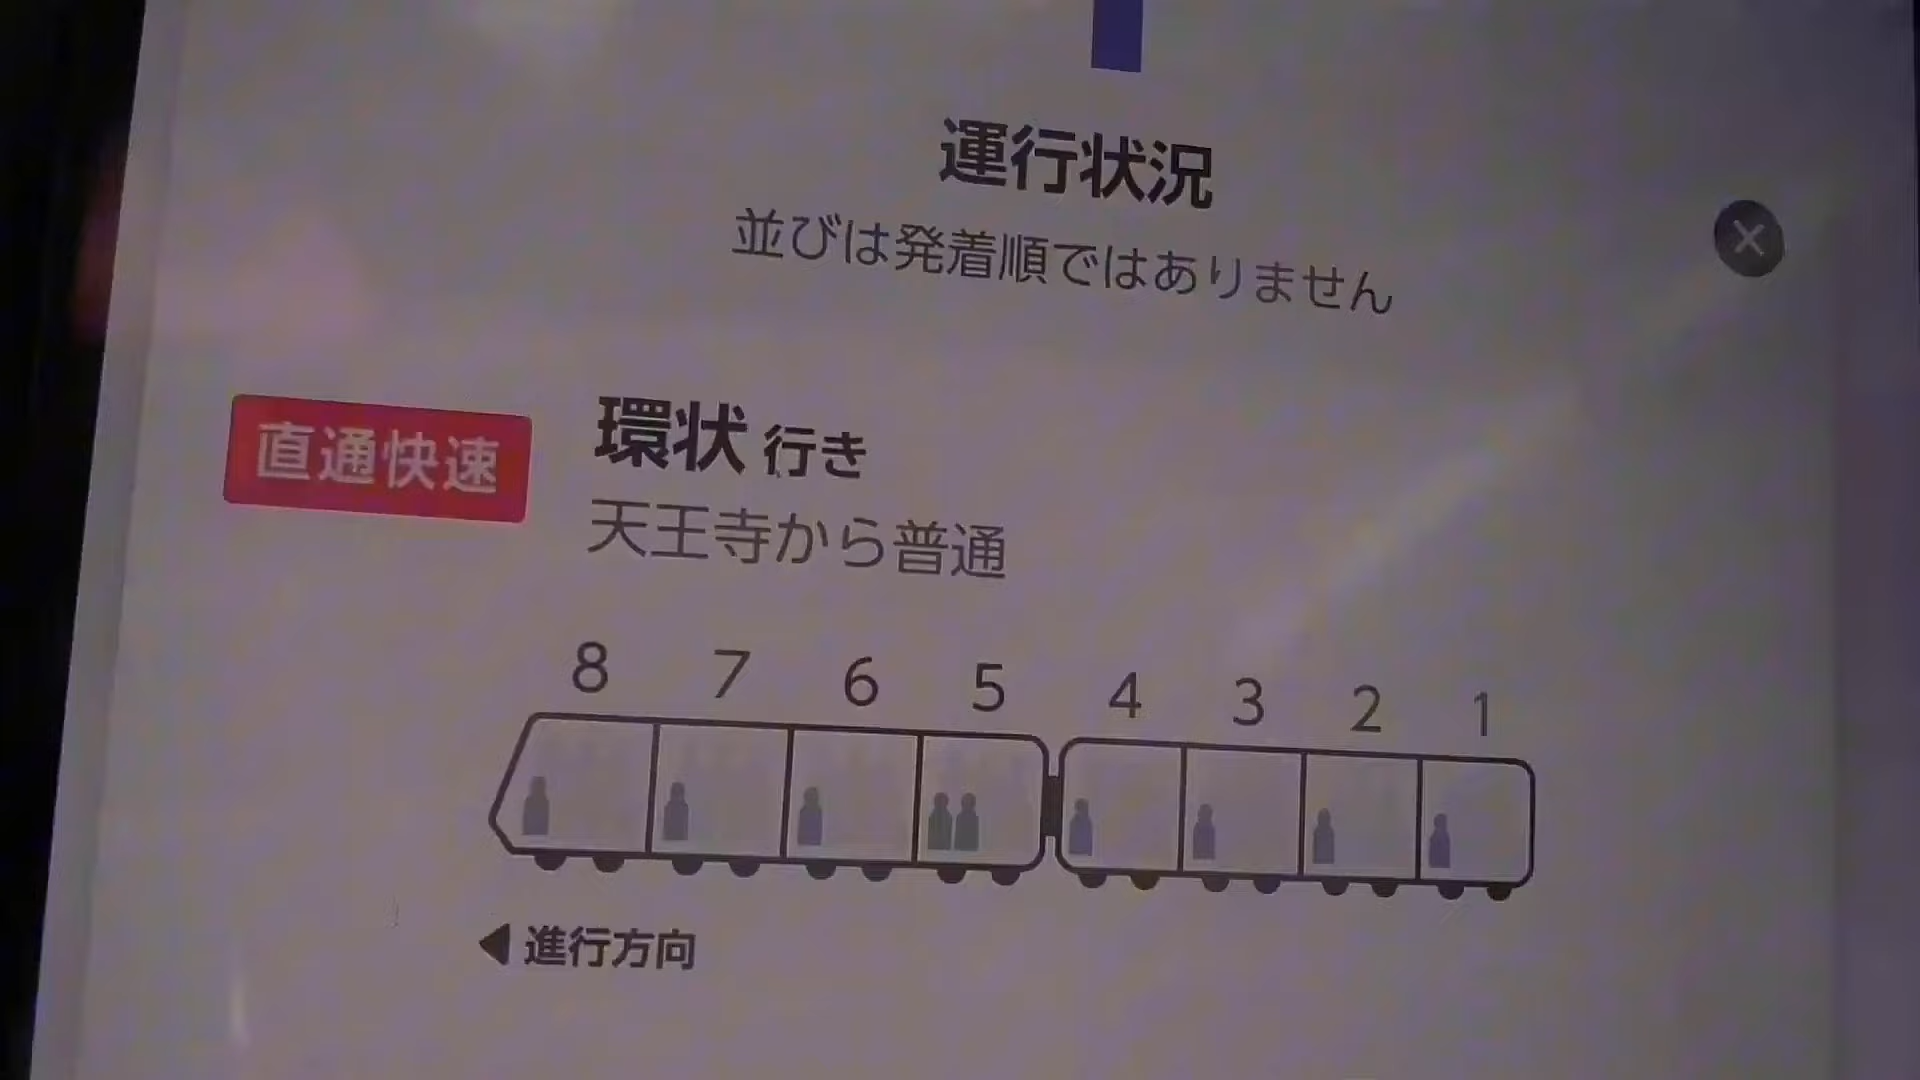 運行状況
並びは発着順ではありません
直通快速
環状 行き
天王寺から普通
8 7 6 5 4 3 2 1
進行方向